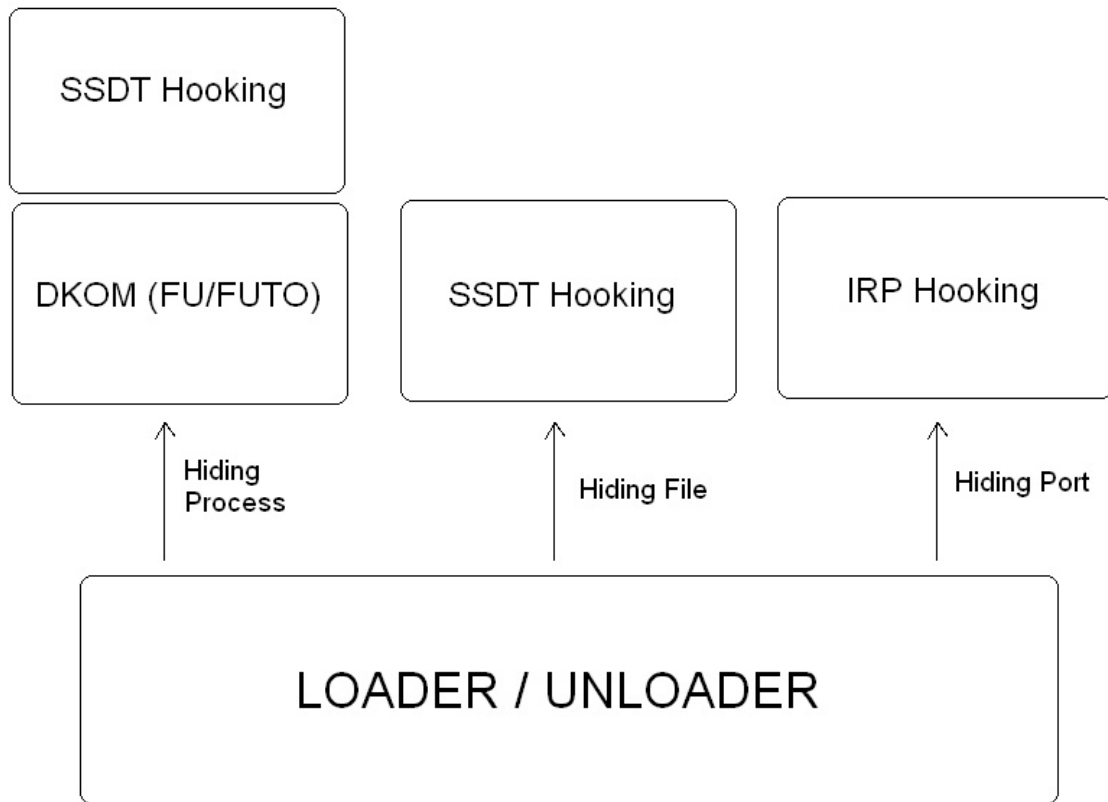 SSDT Hooking
DKOM (FU/FUTO)
SSDT Hooking
IRP Hooking
Hiding
Process
Hiding File
Hiding Port
LOADER / UNLOADER